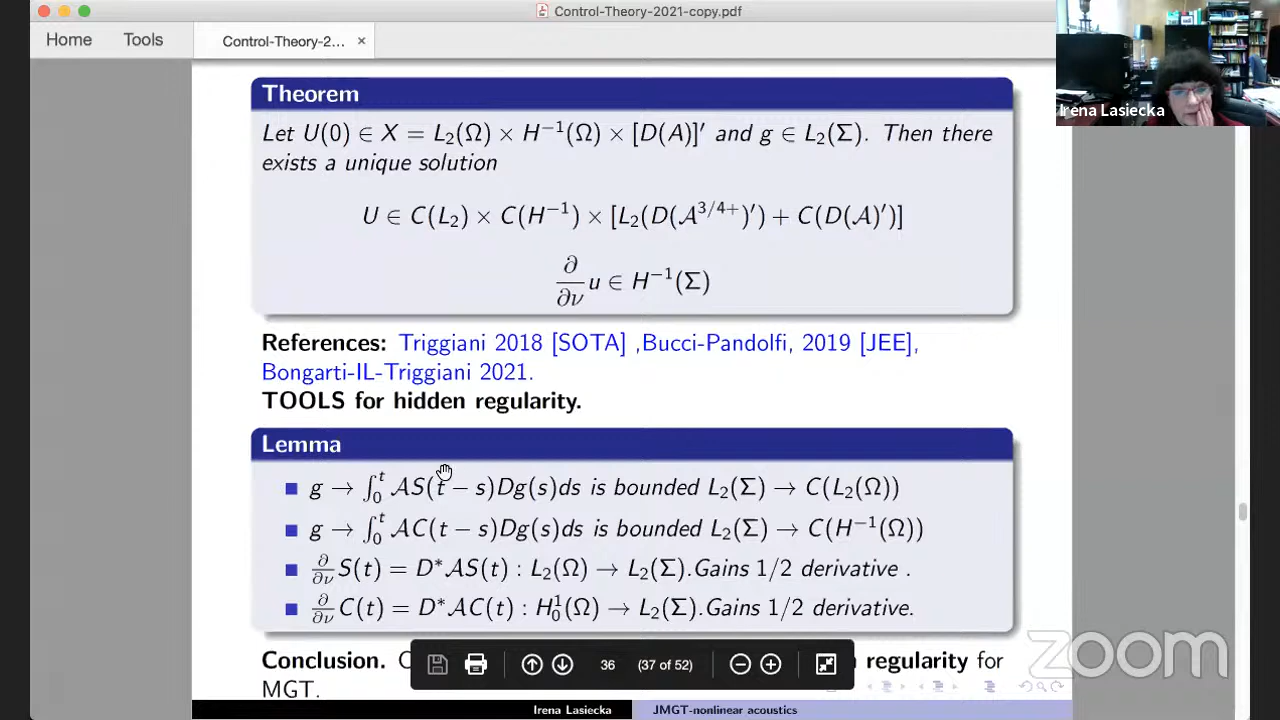 Control-Theory-2021-copy.pdf
Home Tools Control-Theory-2... ×
Irena Lasiecka
Theorem
Let U(0) ∈ X = L₂(Ω) × H⁻¹(Ω) × [D(A)]′ and g ∈ L₂(Σ). Then there
exists a unique solution
U ∈ C(L₂) × C(H⁻¹) × [L₂(D(𝒜^{3/4+})′) + C(D(𝒜)′)]
∂/∂ν u ∈ H⁻¹(Σ)
References: Triggiani 2018 [SOTA] ,Bucci-Pandolfi, 2019 [JEE],
Bongarti-IL-Triggiani 2021.
TOOLS for hidden regularity.
Lemma
g → ∫₀ᵗ 𝒜S(t − s)Dg(s)ds is bounded L₂(Σ) → C(L₂(Ω))
g → ∫₀ᵗ 𝒜C(t − s)Dg(s)ds is bounded L₂(Σ) → C(H⁻¹(Ω))
∂/∂ν S(t) = D*𝒜S(t) : L₂(Ω) → L₂(Σ).Gains 1/2 derivative .
∂/∂ν C(t) = D*𝒜C(t) : H₀¹(Ω) → L₂(Σ).Gains 1/2 derivative.
Conclusion. regularity for
MGT.
36 (37 of 52)
zoom
Irena Lasiecka JMGT-nonlinear acoustics